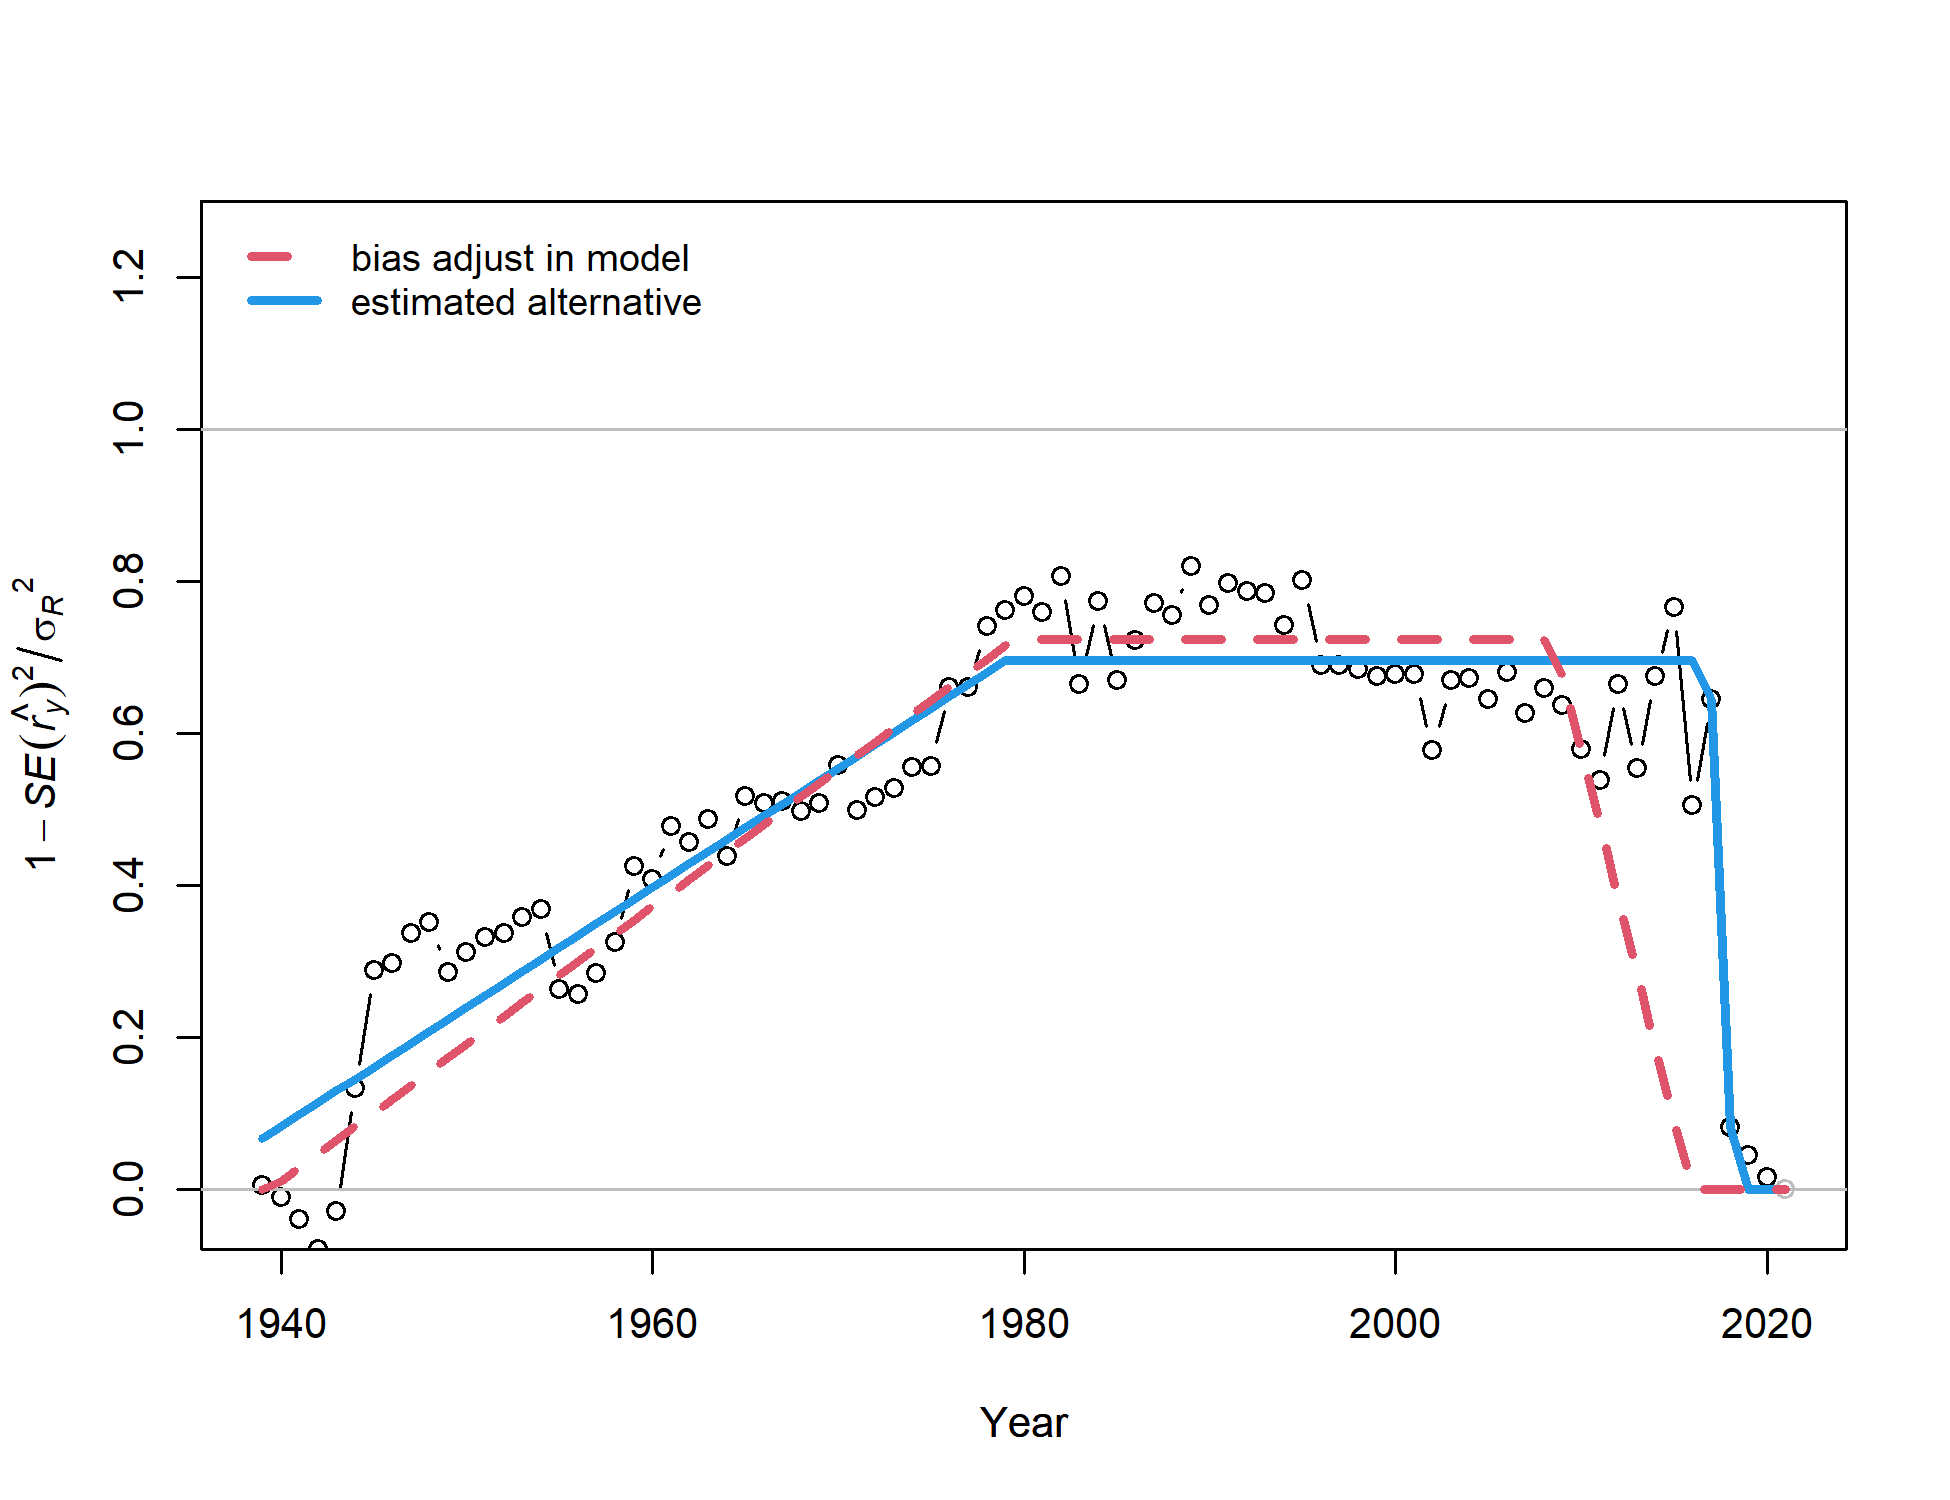 bias adjust in model
estimated alternative
1 − SE(r̂y)² / σR²
1.2
1.0
0.8
0.6
0.4
0.2
0.0
1940 1960 1980 2000 2020
Year